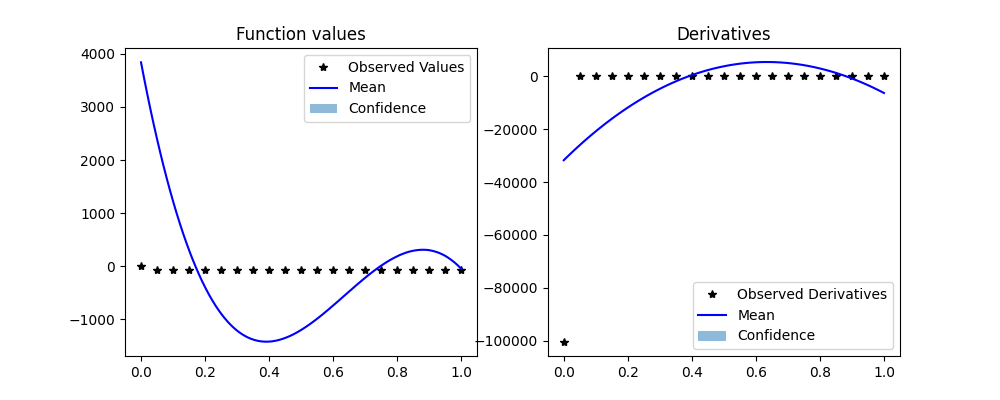 Function values
4000
3000
2000
1000
0
−1000
0.0 0.2 0.4 0.6 0.8 1.0
Observed Values
Mean
Confidence
Derivatives
0
−20000
−40000
−60000
−80000
−100000
0.0 0.2 0.4 0.6 0.8 1.0
Observed Derivatives
Mean
Confidence